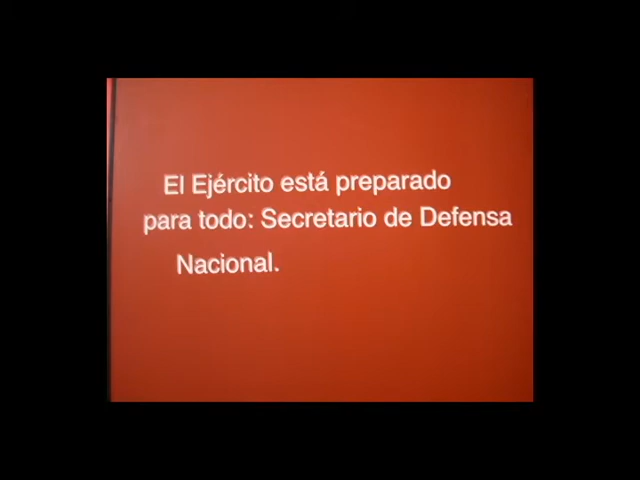 El Ejército está preparado
para todo: Secretario de Defensa
Nacional.